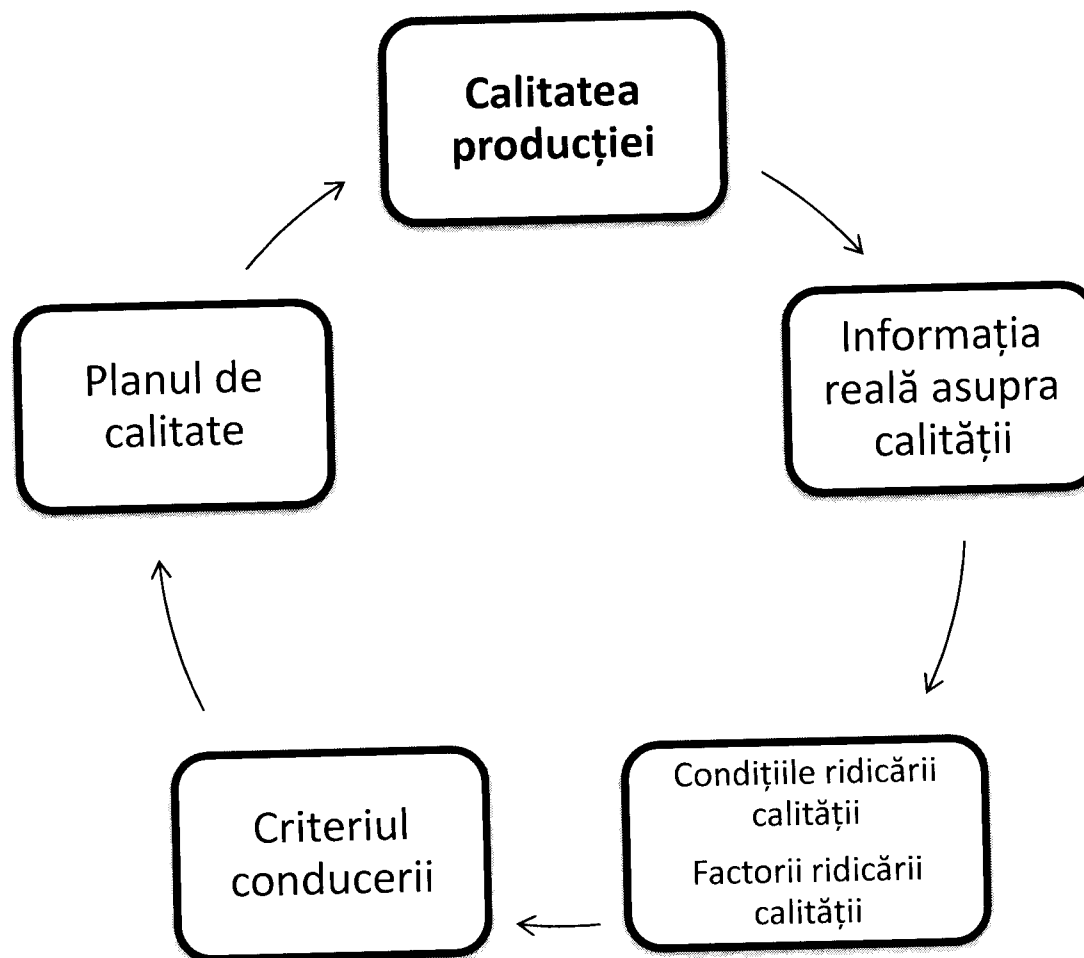 Calitatea
producției
Informația
reală asupra
calității
Condițiile ridicării
calității
Factorii ridicării
calității
Criteriul
conducerii
Planul de
calitate